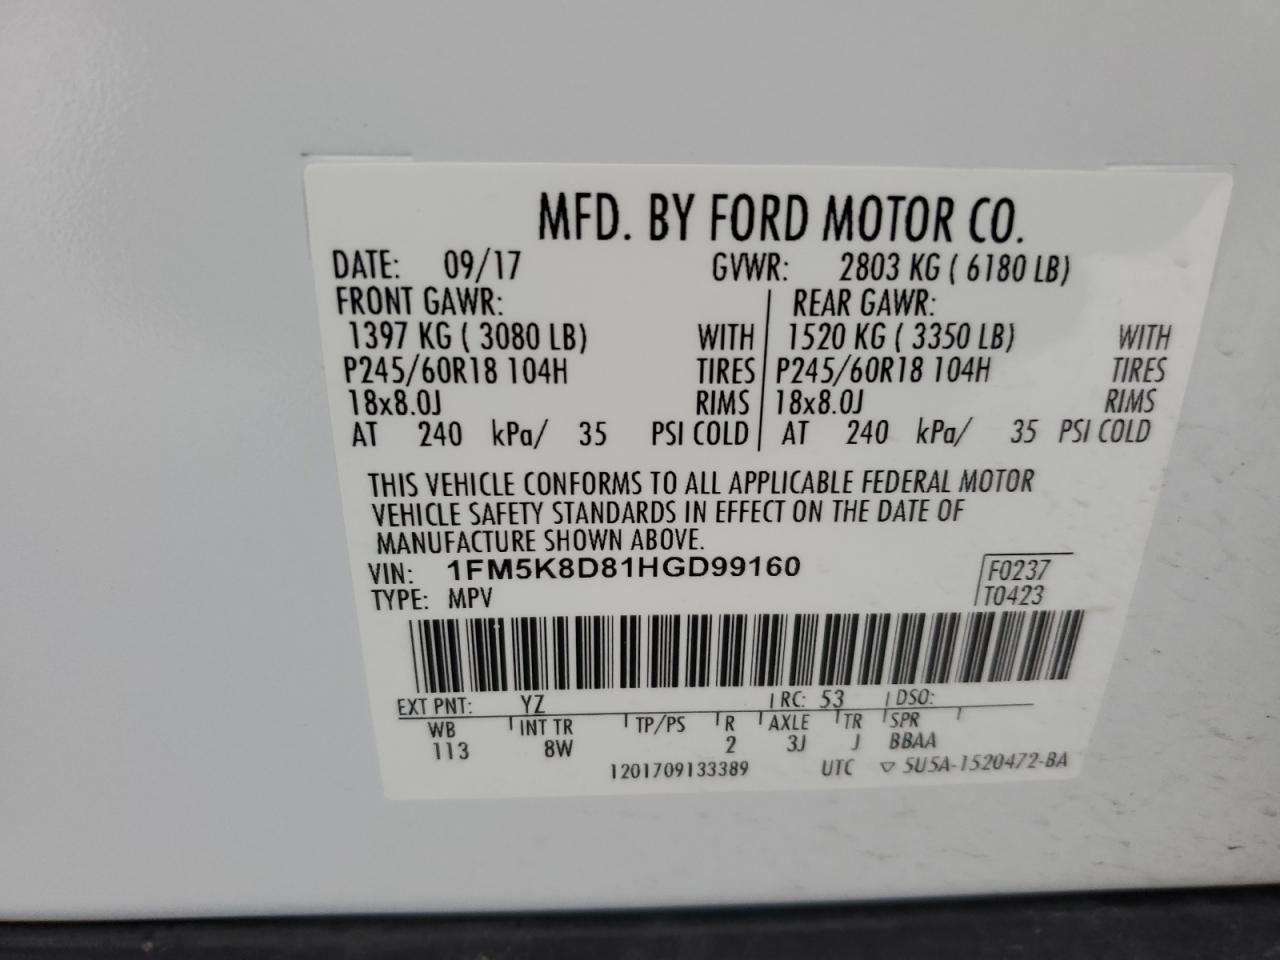 MFD. BY FORD MOTOR CO.
DATE: 09/17 GVWR: 2803 KG ( 6180 LB)
FRONT GAWR: REAR GAWR:
1397 KG ( 3080 LB) WITH 1520 KG ( 3350 LB) WITH
P245/60R18 104H TIRES P245/60R18 104H TIRES
18x8.0J RIMS 18x8.0J RIMS
AT 240 kPa/ 35 PSI COLD AT 240 kPa/ 35 PSI COLD
THIS VEHICLE CONFORMS TO ALL APPLICABLE FEDERAL MOTOR
VEHICLE SAFETY STANDARDS IN EFFECT ON THE DATE OF
MANUFACTURE SHOWN ABOVE.
VIN: 1FM5K8D81HGD99160 F0237
TYPE: MPV T0423
EXT PNT: YZ RC: 53 DSO:
WB INT TR TP/PS R AXLE TR SPR
113 8W 2 3J J BBAA
1201709133389 UTC ▽ 5U5A-1520472-BA